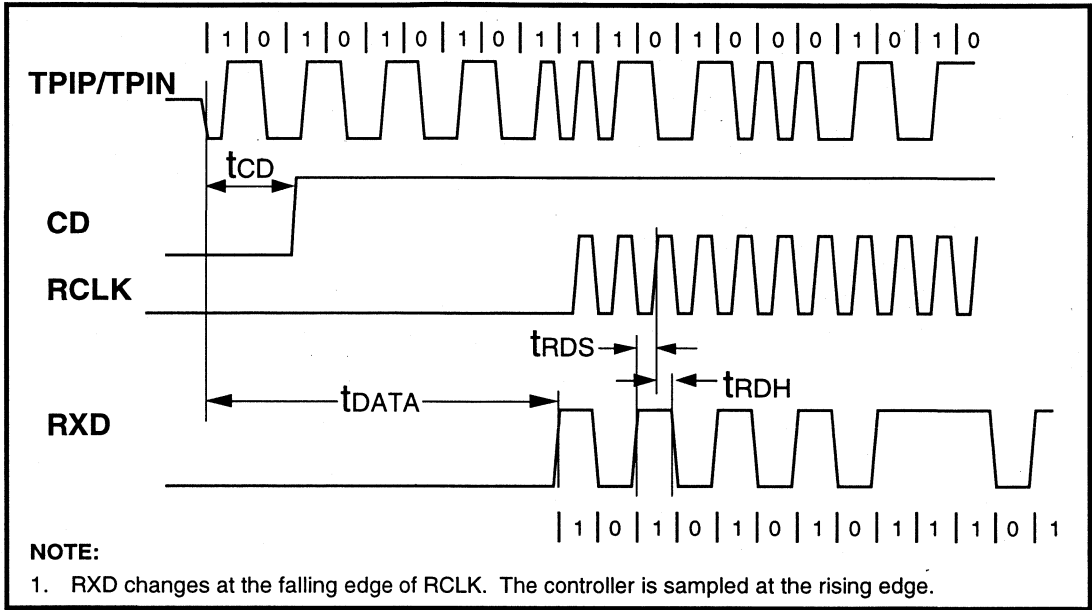 | 1 | 0 | 1 | 0 | 1 | 0 | 1 | 0 | 1 | 1 | 1 | 0 | 1 | 0 | 0 | 0 | 1 | 0 | 1 | 0
TPIP/TPIN
tCD
CD
RCLK
tRDS
tRDH
tDATA
RXD
| 1 | 0 | 1 | 0 | 1 | 0 | 1 | 0 | 1 | 1 | 1 | 0 | 1
NOTE:
1. RXD changes at the falling edge of RCLK. The controller is sampled at the rising edge.